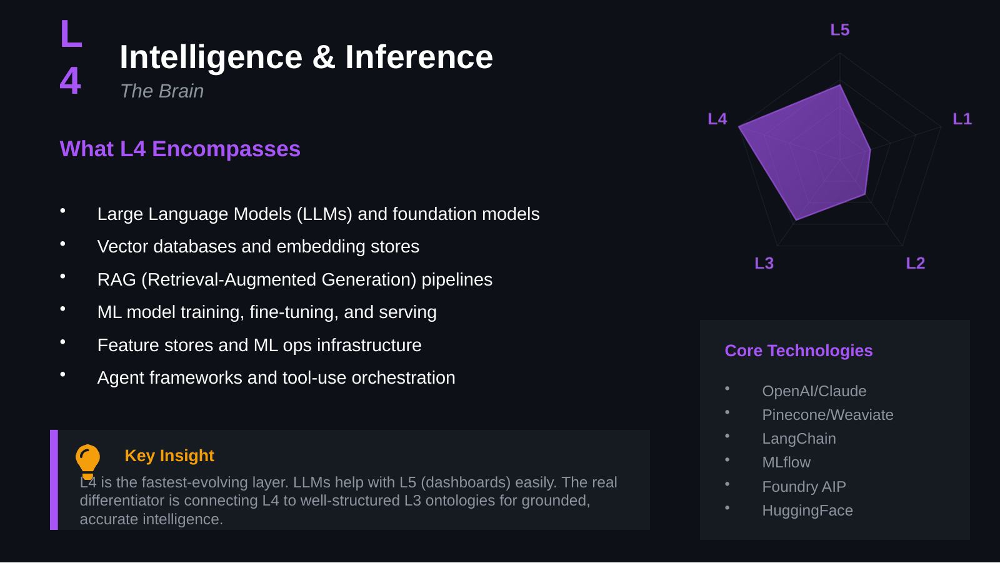 L
4
Intelligence & Inference
The Brain
What L4 Encompasses
• Large Language Models (LLMs) and foundation models
• Vector databases and embedding stores
• RAG (Retrieval-Augmented Generation) pipelines
• ML model training, fine-tuning, and serving
• Feature stores and ML ops infrastructure
• Agent frameworks and tool-use orchestration
Key Insight
L4 is the fastest-evolving layer. LLMs help with L5 (dashboards) easily. The real
differentiator is connecting L4 to well-structured L3 ontologies for grounded,
accurate intelligence.
L5
L4
L1
L3
L2
Core Technologies
• OpenAI/Claude
• Pinecone/Weaviate
• LangChain
• MLflow
• Foundry AIP
• HuggingFace